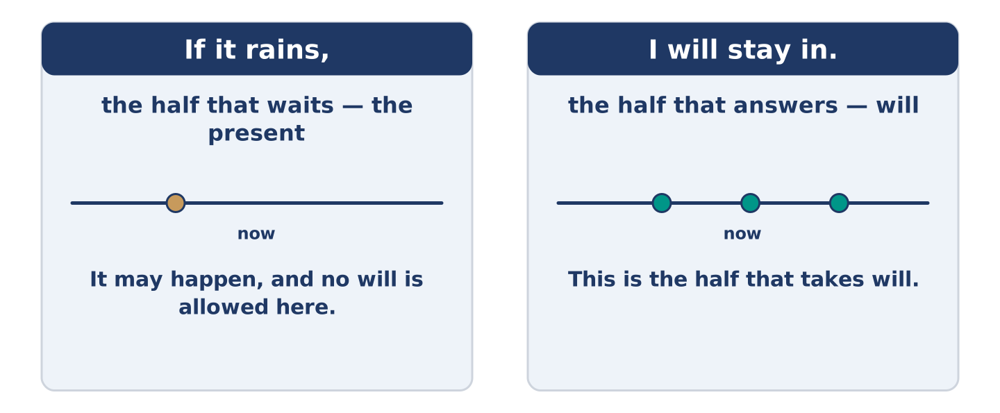 If it rains,
the half that waits — the
present
now
It may happen, and no will is
allowed here.
I will stay in.
the half that answers — will
now
This is the half that takes will.